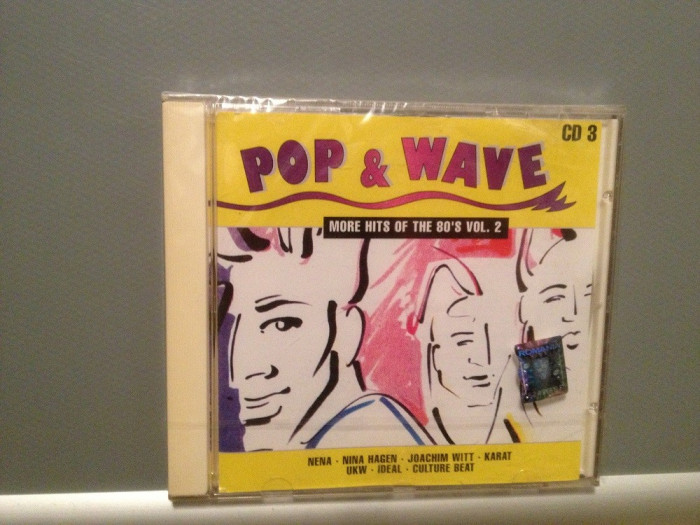 CD 3
POP & WAVE
MORE HITS OF THE 80'S VOL. 2
ROMANIA
NENA · NINA HAGEN · JOACHIM WITT · KARAT
UKW · IDEAL · CULTURE BEAT